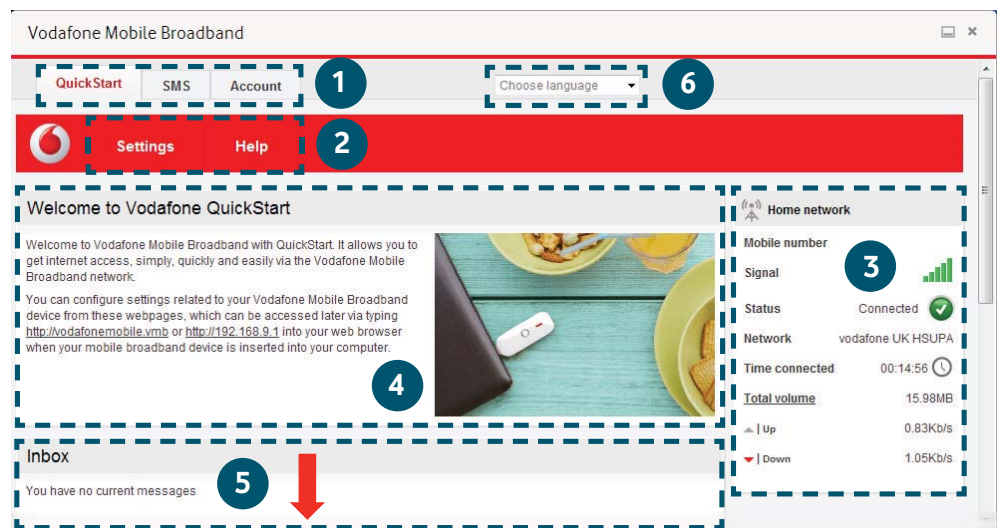 Vodafone Mobile Broadband
QuickStart SMS Account 1 Choose language 6
Settings Help 2
Welcome to Vodafone QuickStart
Welcome to Vodafone Mobile Broadband with QuickStart. It allows you to
get internet access, simply, quickly and easily via the Vodafone Mobile
Broadband network.
You can configure settings related to your Vodafone Mobile Broadband
device from these webpages, which can be accessed later via typing
http://vodafonemobile.vmb or http://192.168.9.1 into your web browser
when your mobile broadband device is inserted into your computer.
4
Home network
Mobile number
3
Signal
Status Connected
Network vodafone UK HSUPA
Time connected 00:14:56
Total volume 15.98MB
| Up 0.83Kb/s
| Down 1.05Kb/s
Inbox
You have no current messages 5